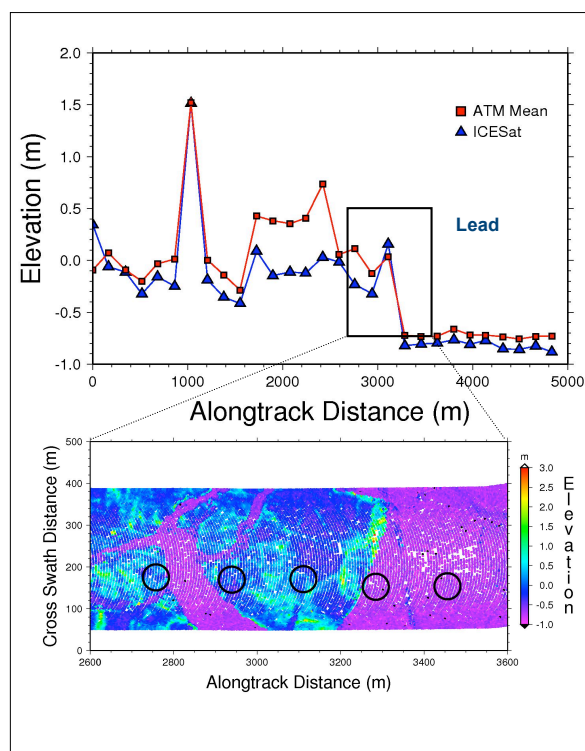 2.0
1.5
1.0
0.5
0.0
-0.5
-1.0
Elevation (m)
ATM Mean
ICESat
Lead
0 1000 2000 3000 4000 5000
Alongtrack Distance (m)
500
400
300
200
100
0
Cross Swath Distance (m)
2600 2800 3000 3200 3400 3600
Alongtrack Distance (m)
m
3.0
2.5
2.0
1.5
1.0
0.5
0.0
-0.5
-1.0
Elevation